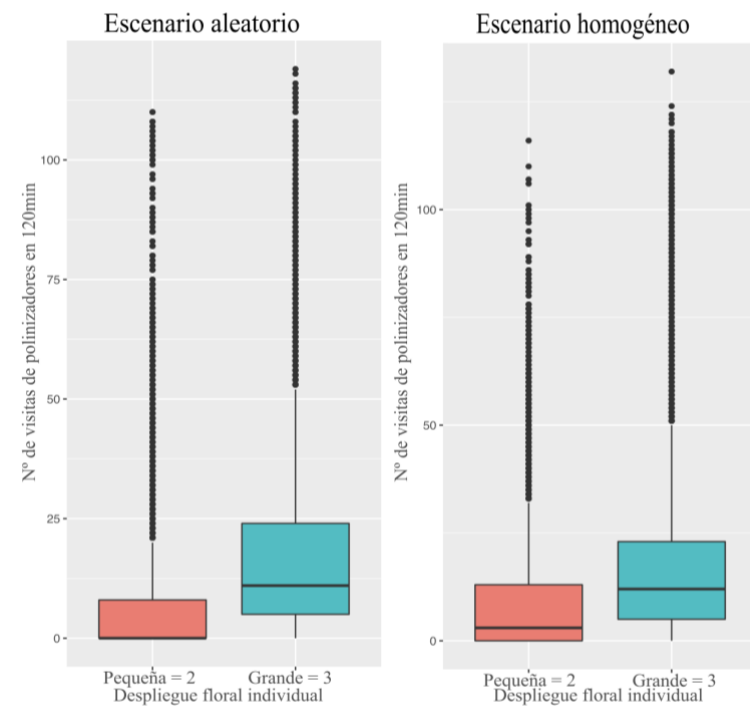 Escenario aleatorio
Nº de visitas de polinizadores en 120min
100
75
50
25
0
Pequeña = 2 Grande = 3
Despliegue floral individual
Escenario homogéneo
Nº de visitas de polinizadores en 120min
100
50
0
Pequeña = 2 Grande = 3
Despliegue floral individual